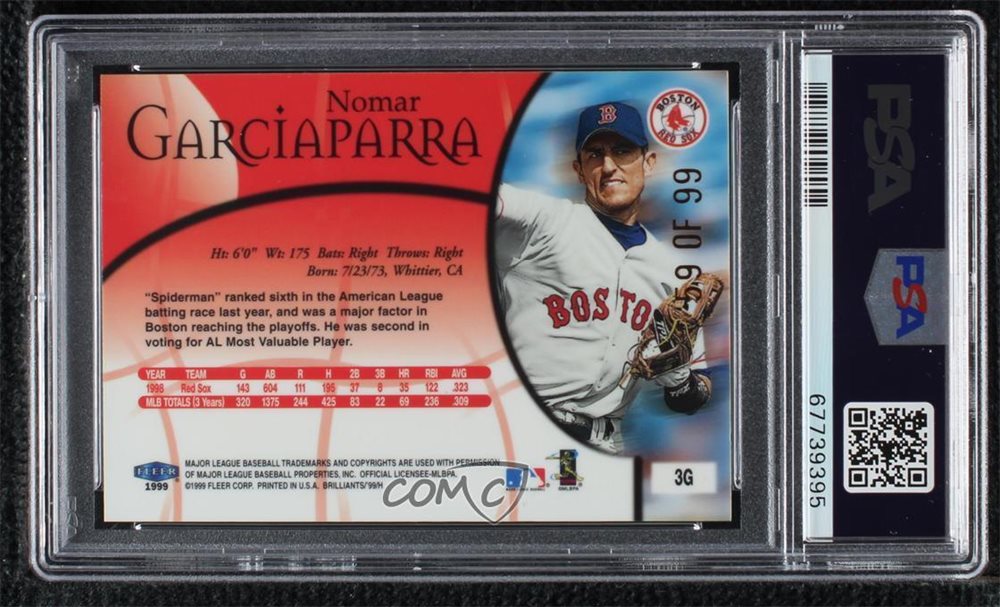 Nomar
GARCIAPARRA
BOSTON
RED SOX
B
Ht: 6'0" Wt: 175 Bats: Right Throws: Right
Born: 7/23/73, Whittier, CA
"Spiderman" ranked sixth in the American League
batting race last year, and was a major factor in
Boston reaching the playoffs. He was second in
voting for AL Most Valuable Player.
YEAR TEAM G AB R H 2B 3B HR RBI AVG
1998 Red Sox 143 604 111 196 37 8 35 122 .323
MLB TOTALS (3 Years) 320 1375 244 425 83 22 69 236 .309
59 OF 99
BOSTO
FLEER
1999
MAJOR LEAGUE BASEBALL TRADEMARKS AND COPYRIGHTS ARE USED WITH PERMISSION
OF MAJOR LEAGUE BASEBALL PROPERTIES, INC. OFFICIAL LICENSEE-MLBPA.
©1999 FLEER CORP. PRINTED IN U.S.A. BRILLIANTS/'99/H
COMC
©MLBPA
3G
67739395
PSA
PSA